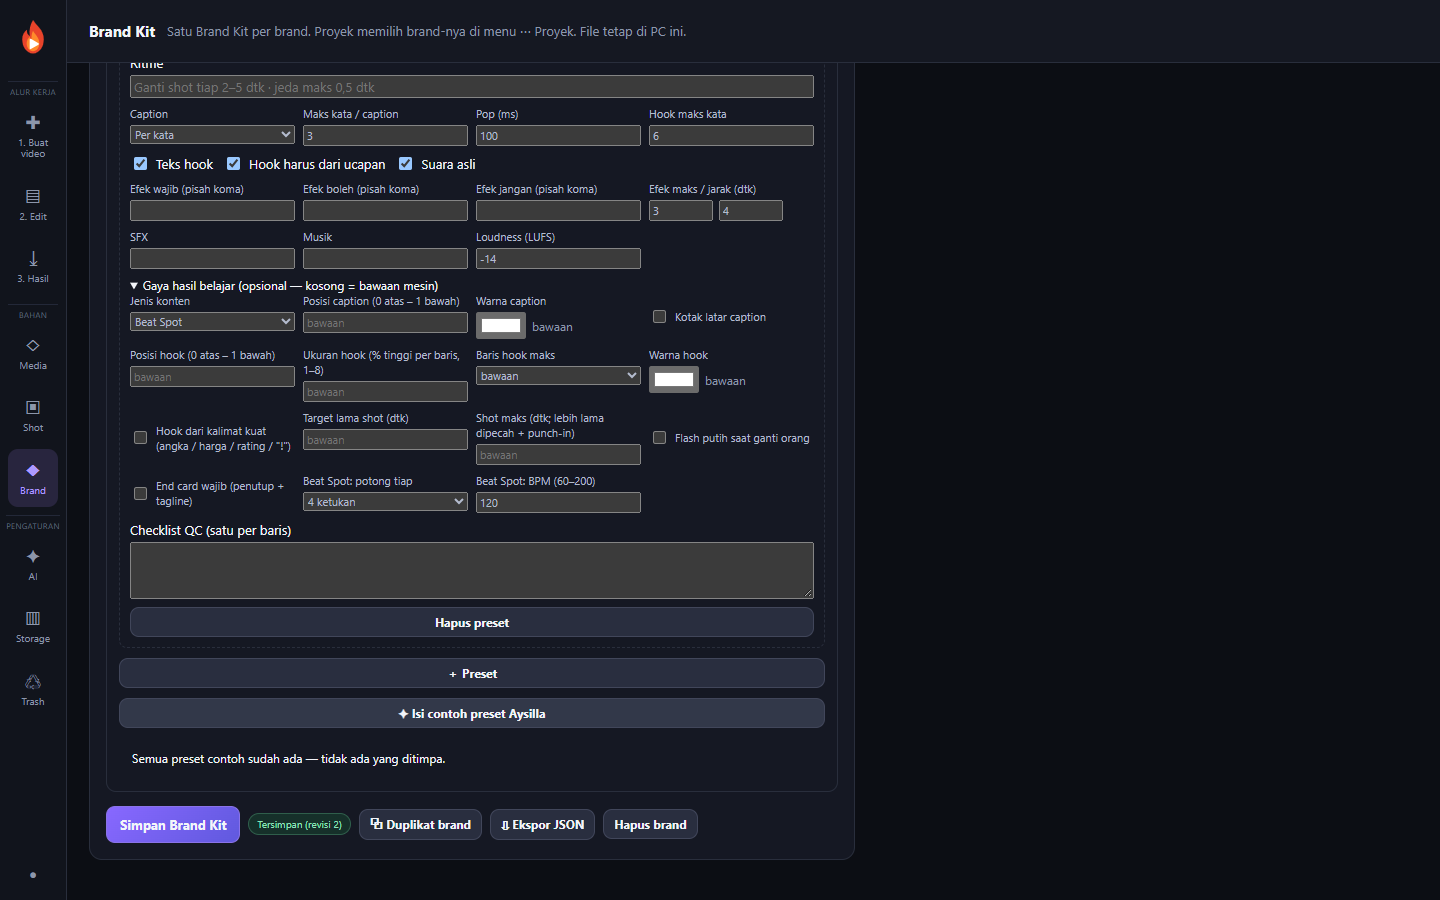 Brand Kit Satu Brand Kit per brand. Proyek memilih brand-nya di menu ··· Proyek. File tetap di PC ini.
ALUR KERJA
1. Buat
video
2. Edit
3. Hasil
BAHAN
Media
Shot
Brand
PENGATURAN
AI
Storage
Trash
Ritme
Ganti shot tiap 2–5 dtk · jeda maks 0,5 dtk
Caption Maks kata / caption Pop (ms) Hook maks kata
Per kata 3 100 6
Teks hook Hook harus dari ucapan Suara asli
Efek wajib (pisah koma) Efek boleh (pisah koma) Efek jangan (pisah koma) Efek maks / jarak (dtk)
3 4
SFX Musik Loudness (LUFS)
-14
▼ Gaya hasil belajar (opsional — kosong = bawaan mesin)
Jenis konten Posisi caption (0 atas – 1 bawah) Warna caption
Beat Spot bawaan bawaan Kotak latar caption
Posisi hook (0 atas – 1 bawah) Ukuran hook (% tinggi per baris, 1–8) Baris hook maks Warna hook
bawaan bawaan bawaan bawaan
Hook dari kalimat kuat (angka / harga / rating / "!") Target lama shot (dtk) Shot maks (dtk; lebih lama dipecah + punch-in) Flash putih saat ganti orang
bawaan bawaan
End card wajib (penutup + tagline) Beat Spot: potong tiap Beat Spot: BPM (60–200)
4 ketukan 120
Checklist QC (satu per baris)
Hapus preset
+ Preset
✦ Isi contoh preset Aysilla
Semua preset contoh sudah ada — tidak ada yang ditimpa.
Simpan Brand Kit Tersimpan (revisi 2) Duplikat brand Ekspor JSON Hapus brand